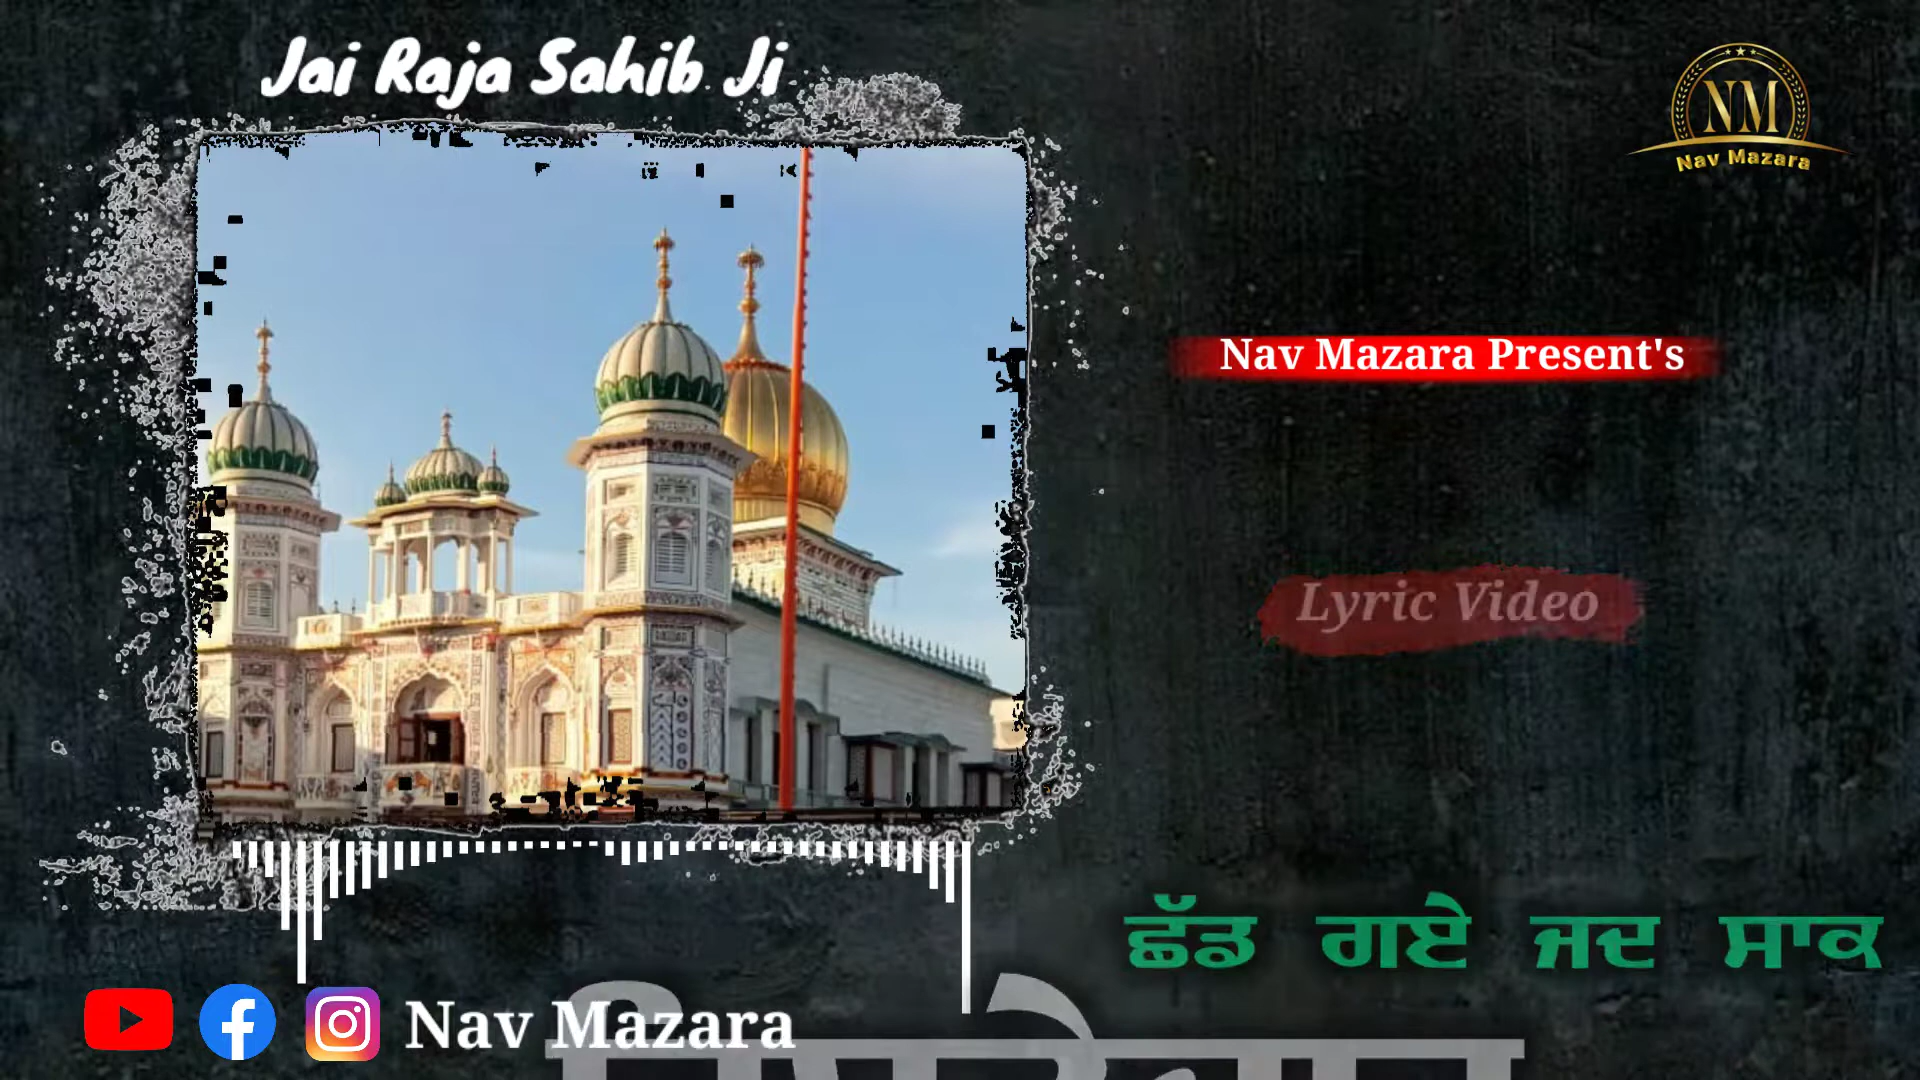 Jai Raja Sahib Ji
NM
Nav Mazara
Nav Mazara Present's
Lyric Video
ਛੱਡ ਗਏ ਜਦ ਸਾਕ
Nav Mazara